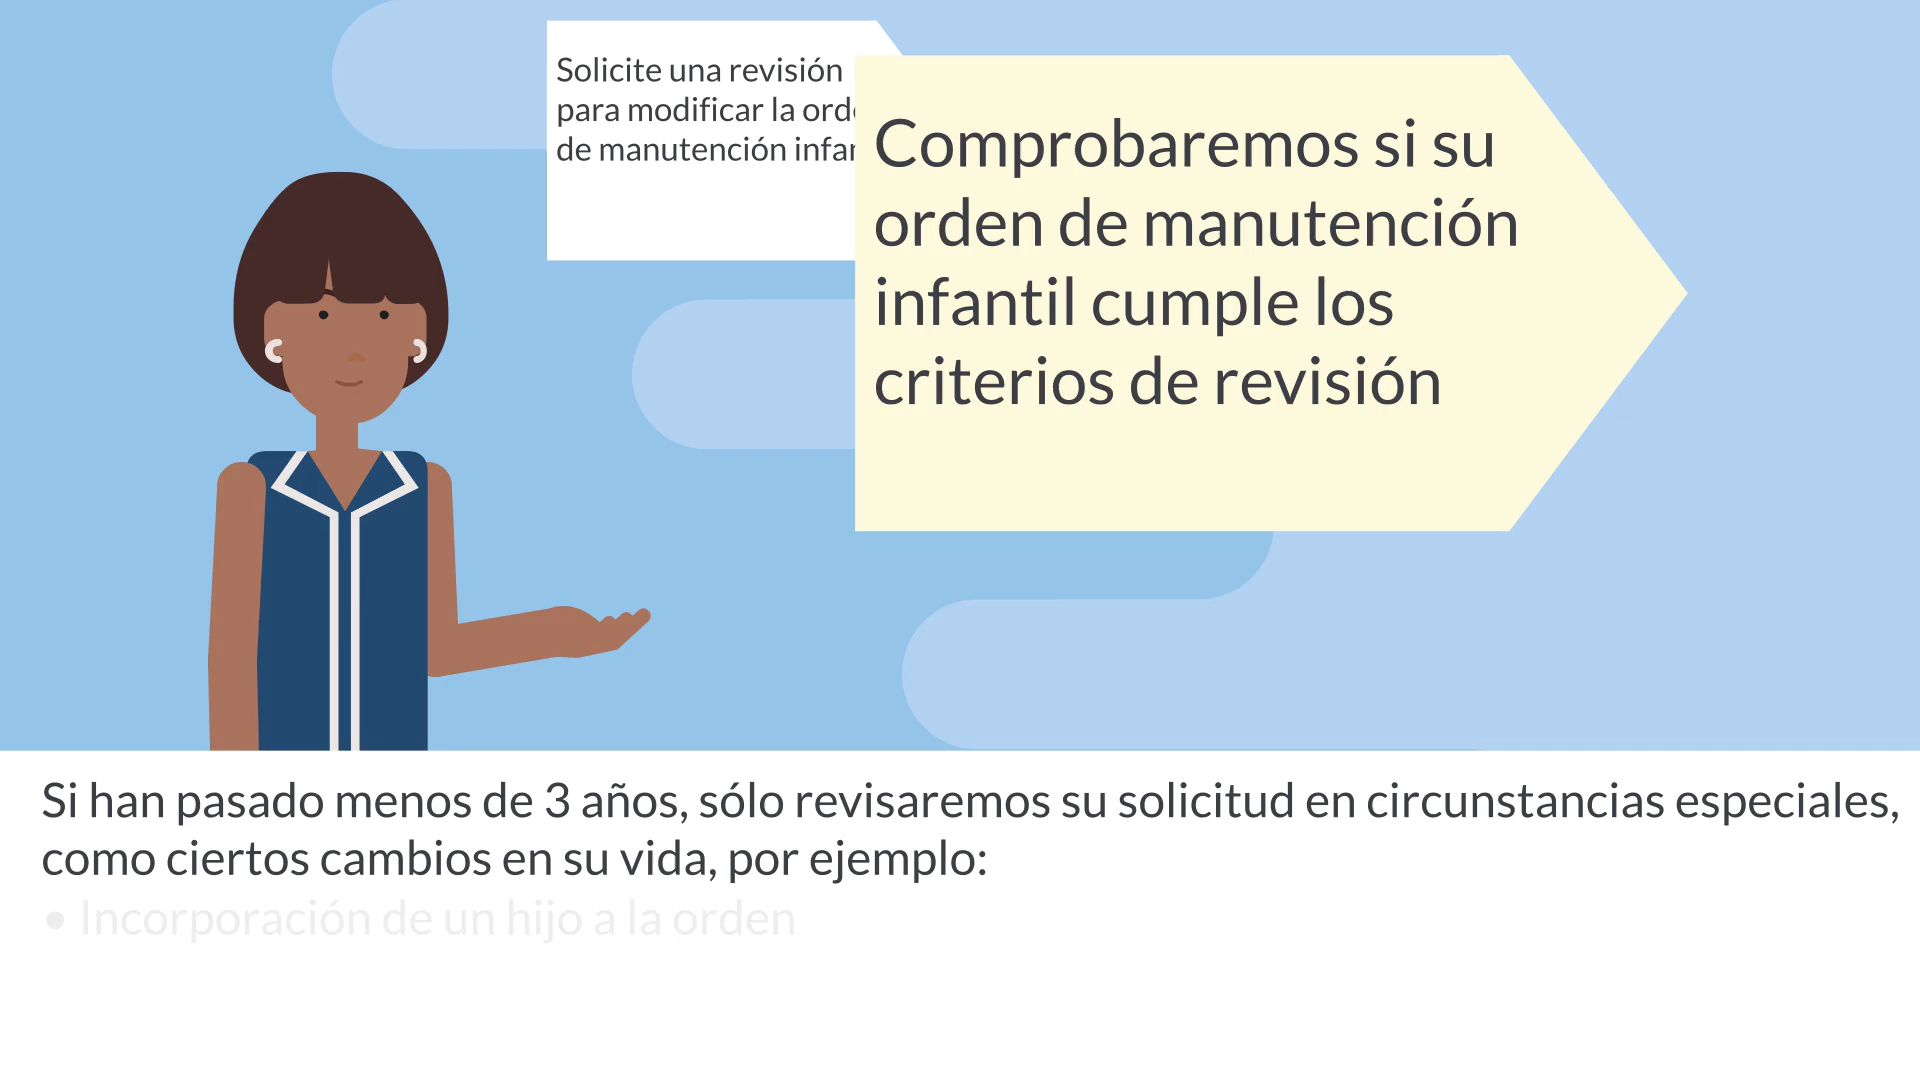 Solicite una revisión
para modificar la
de manutención
Comprobaremos si su
orden de manutención
infantil cumple los
criterios de revisión
Si han pasado menos de 3 años, sólo revisaremos su solicitud en circunstancias especiales,
como ciertos cambios en su vida, por ejemplo:
• Incorporación de un hijo a la orden